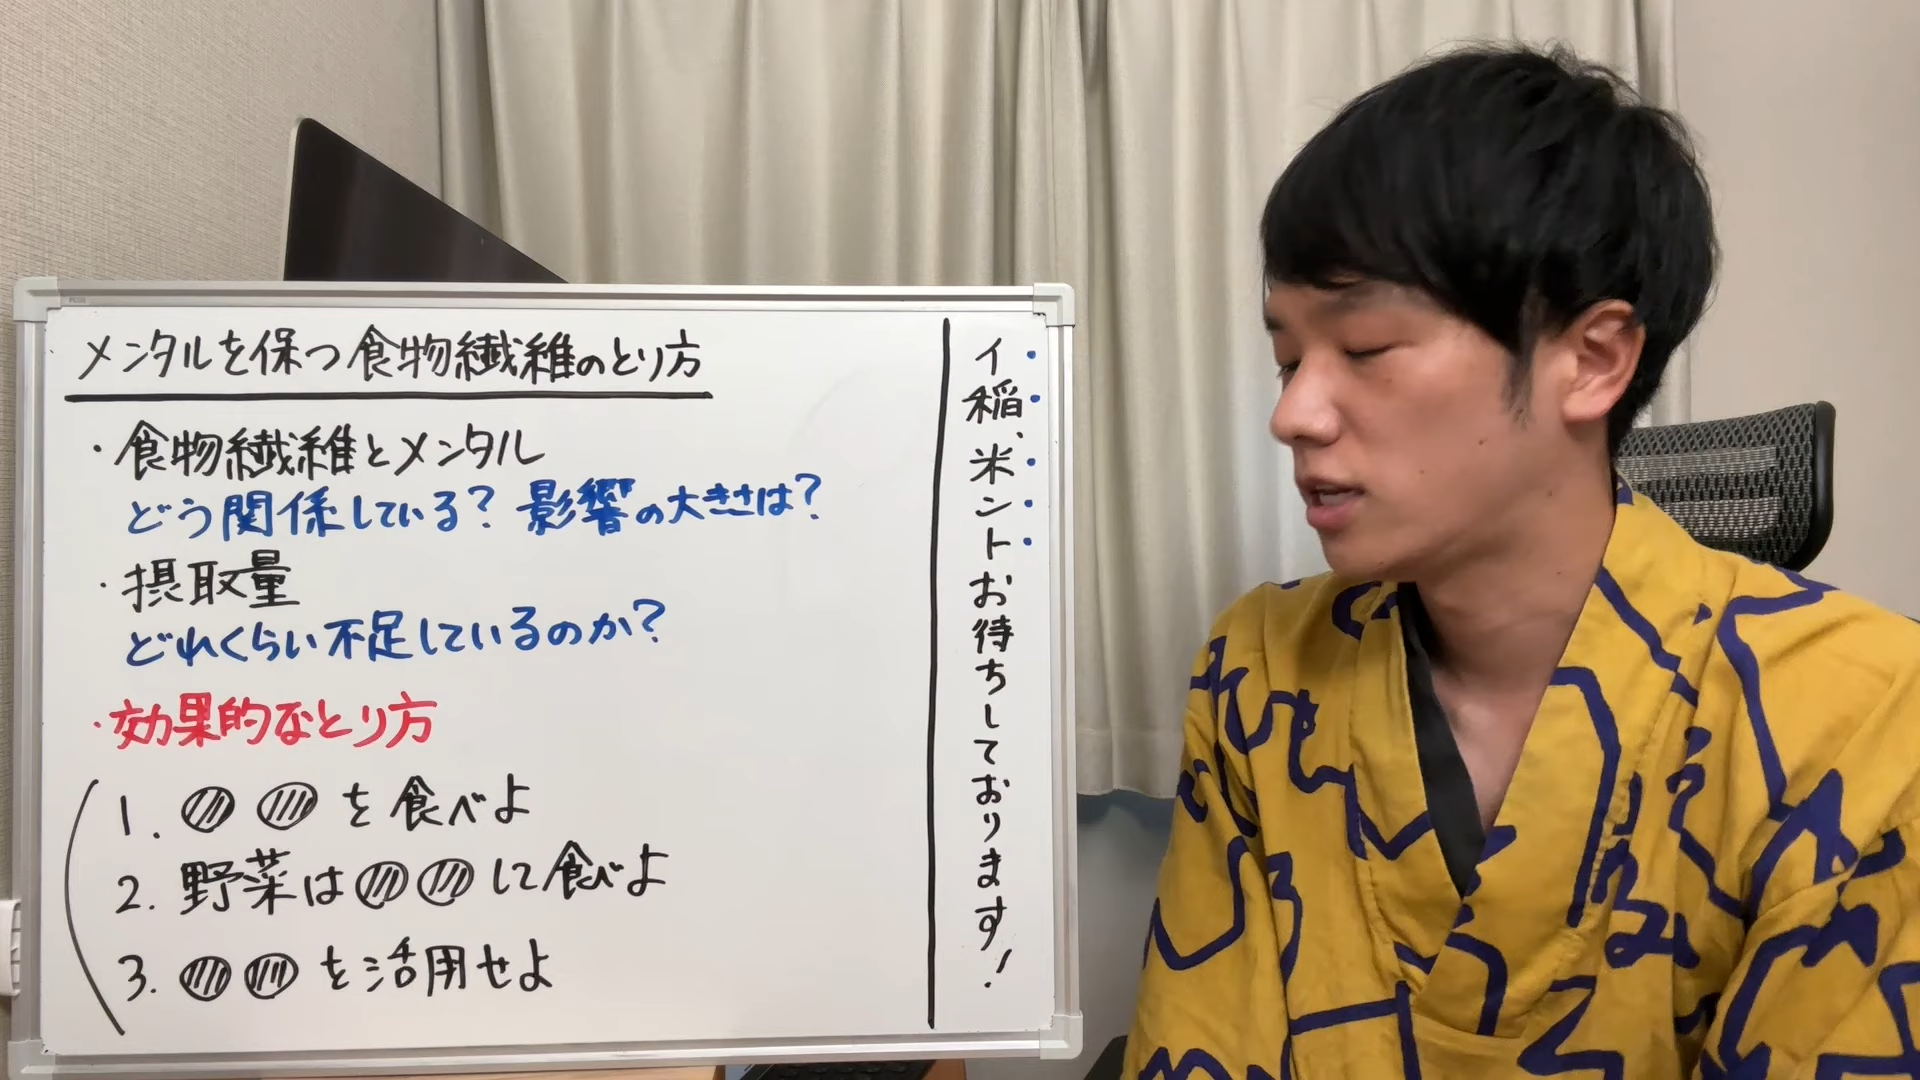 メンタルを保つ食物繊維のとり方
・食物繊維とメンタル
どう関係している？影響の大きさは？
・摂取量
どれくらい不足しているのか？
・効果的なとり方
1. ◯◯を食べよ
2. 野菜は◯◯して食べよ
3. ◯◯を活用せよ
イ稲、米ントお待ちしております！